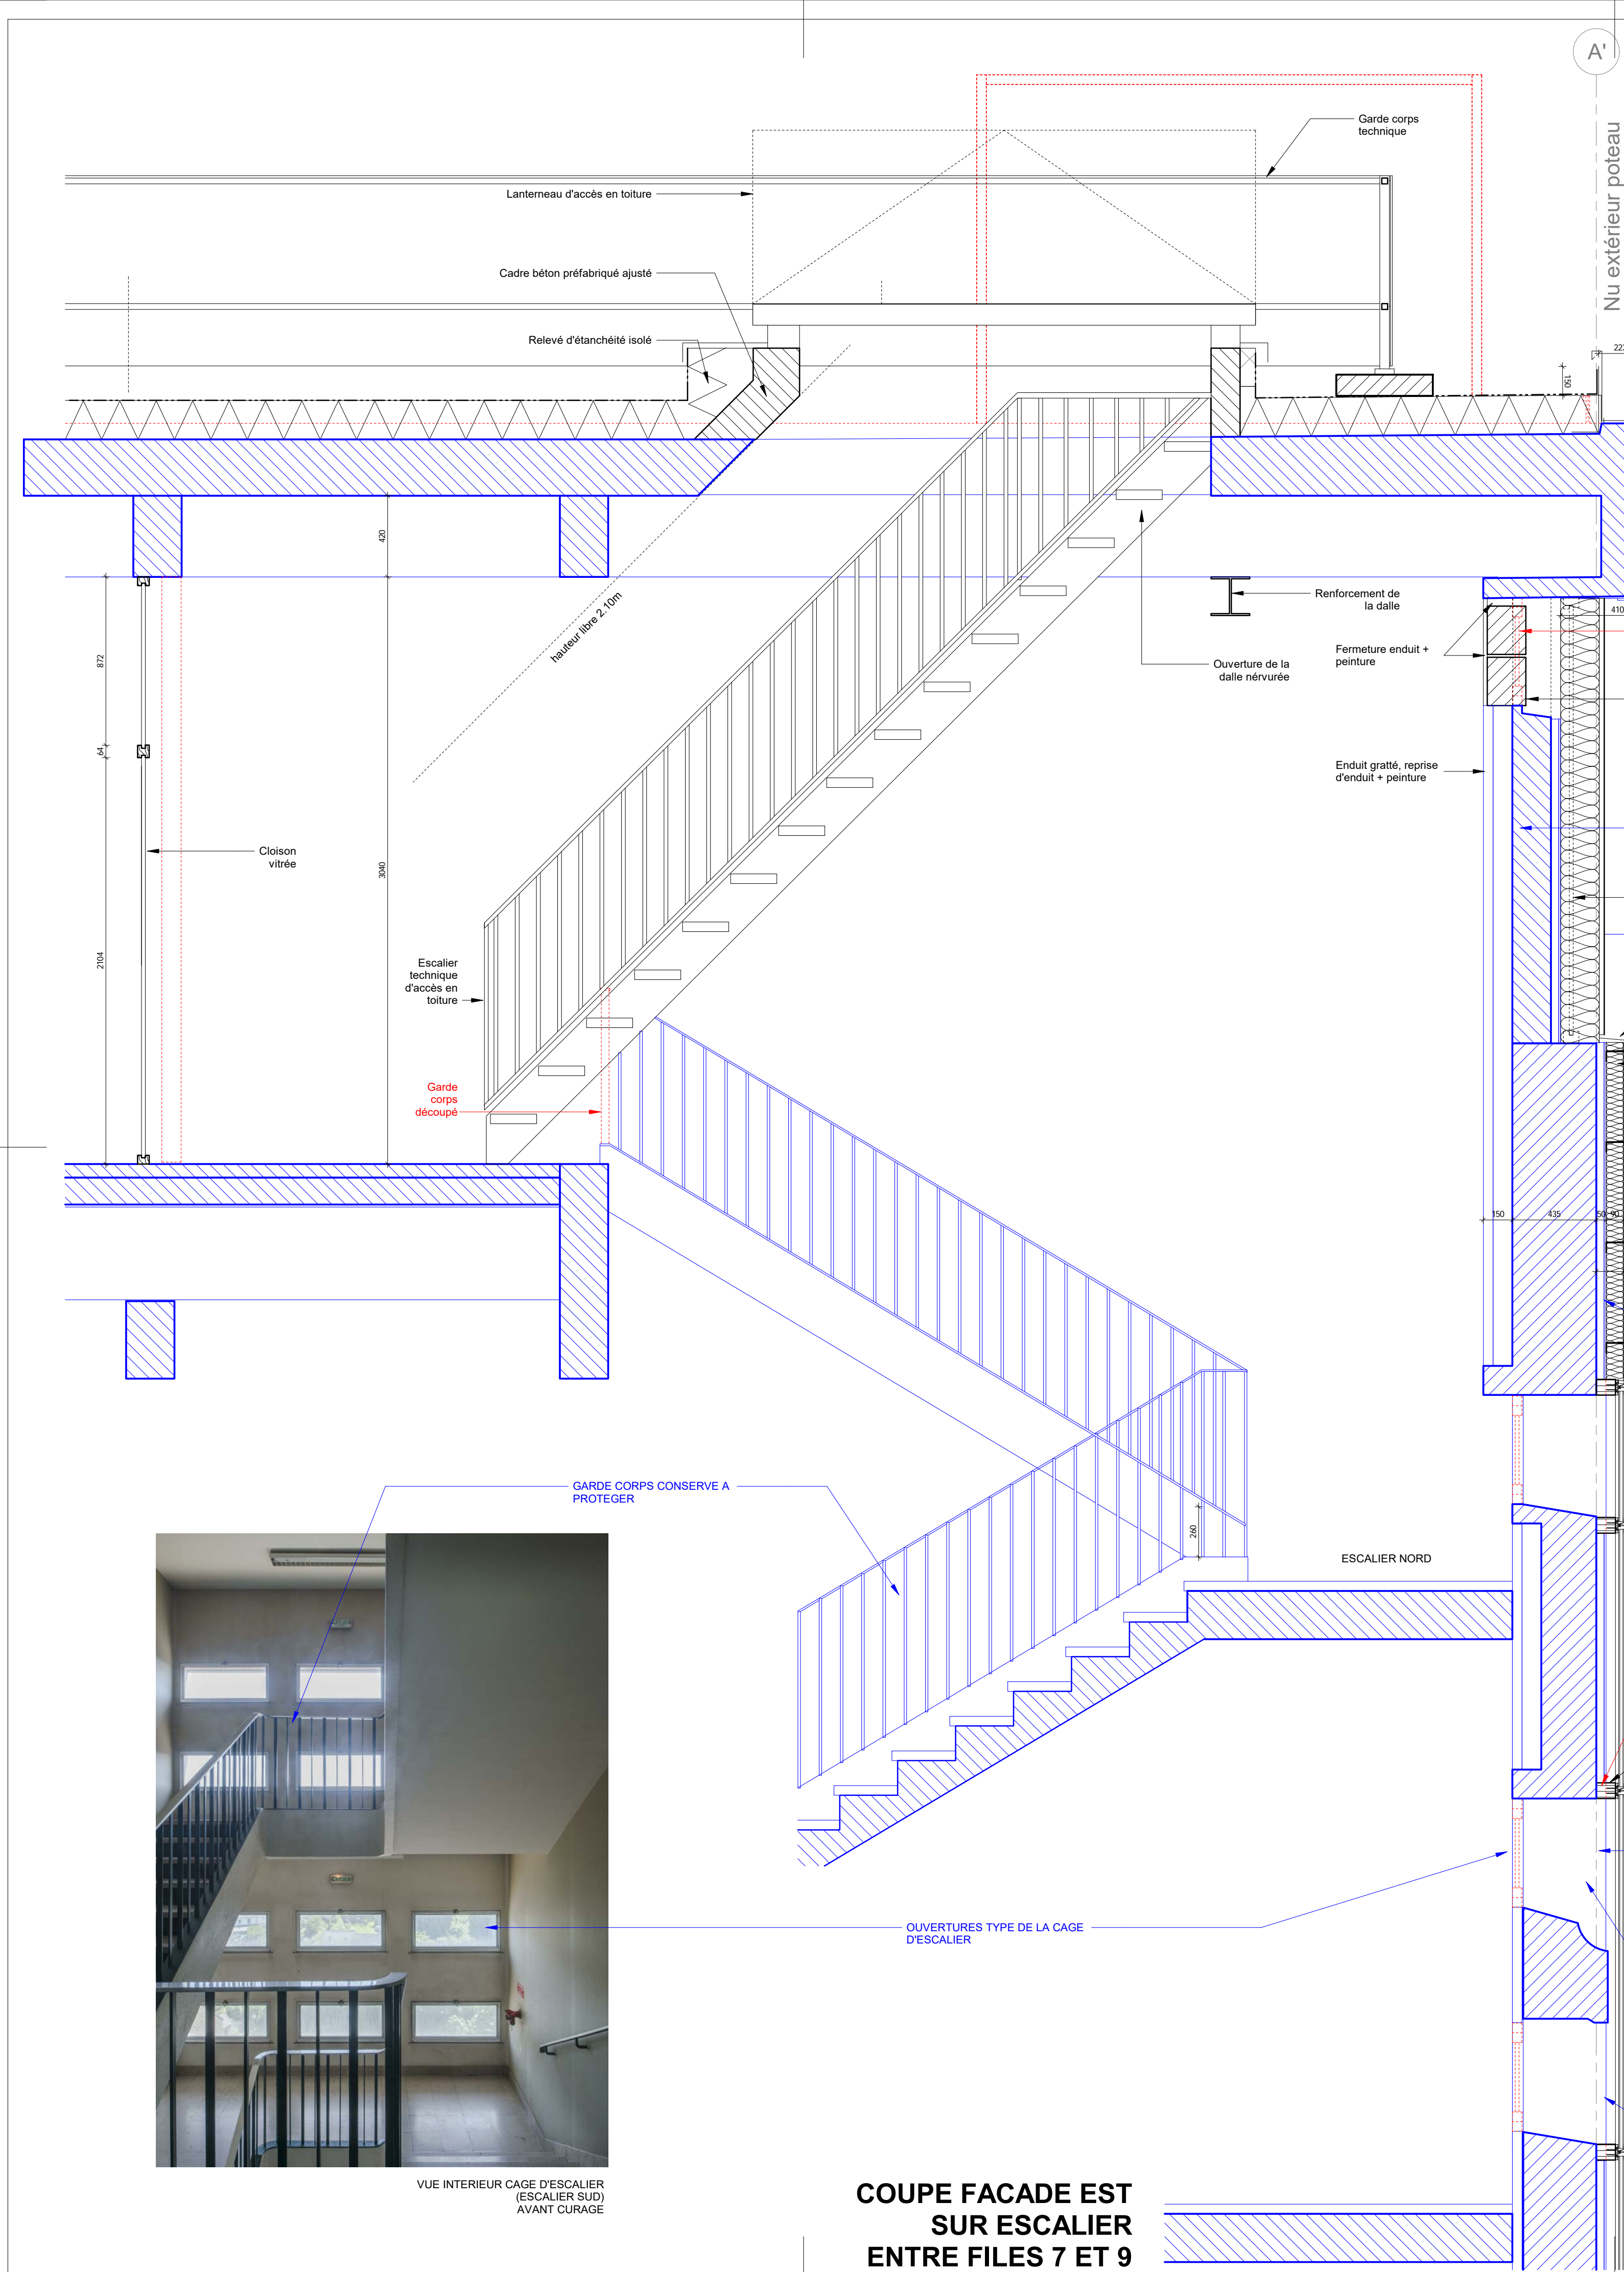 A'
Nu extérieur poteau
Garde corps
technique
Lanterneau d'accès en toiture
Cadre béton préfabriqué ajusté
Relevé d'étanchéité isolé
223
150
420
hauteur libre 2.10m
Renforcement de
la dalle
410
Fermeture enduit +
peinture
Ouverture de la
dalle nérvurée
872
64
Enduit gratté, reprise
d'enduit + peinture
Cloison
vitrée
3040
2104
Escalier
technique
d'accès en
toiture
Garde
corps
découpé
150
435
50
90
GARDE CORPS CONSERVE A
PROTEGER
260
ESCALIER NORD
OUVERTURES TYPE DE LA CAGE
D'ESCALIER
VUE INTERIEUR CAGE D'ESCALIER
(ESCALIER SUD)
AVANT CURAGE
COUPE FACADE EST
SUR ESCALIER
ENTRE FILES 7 ET 9